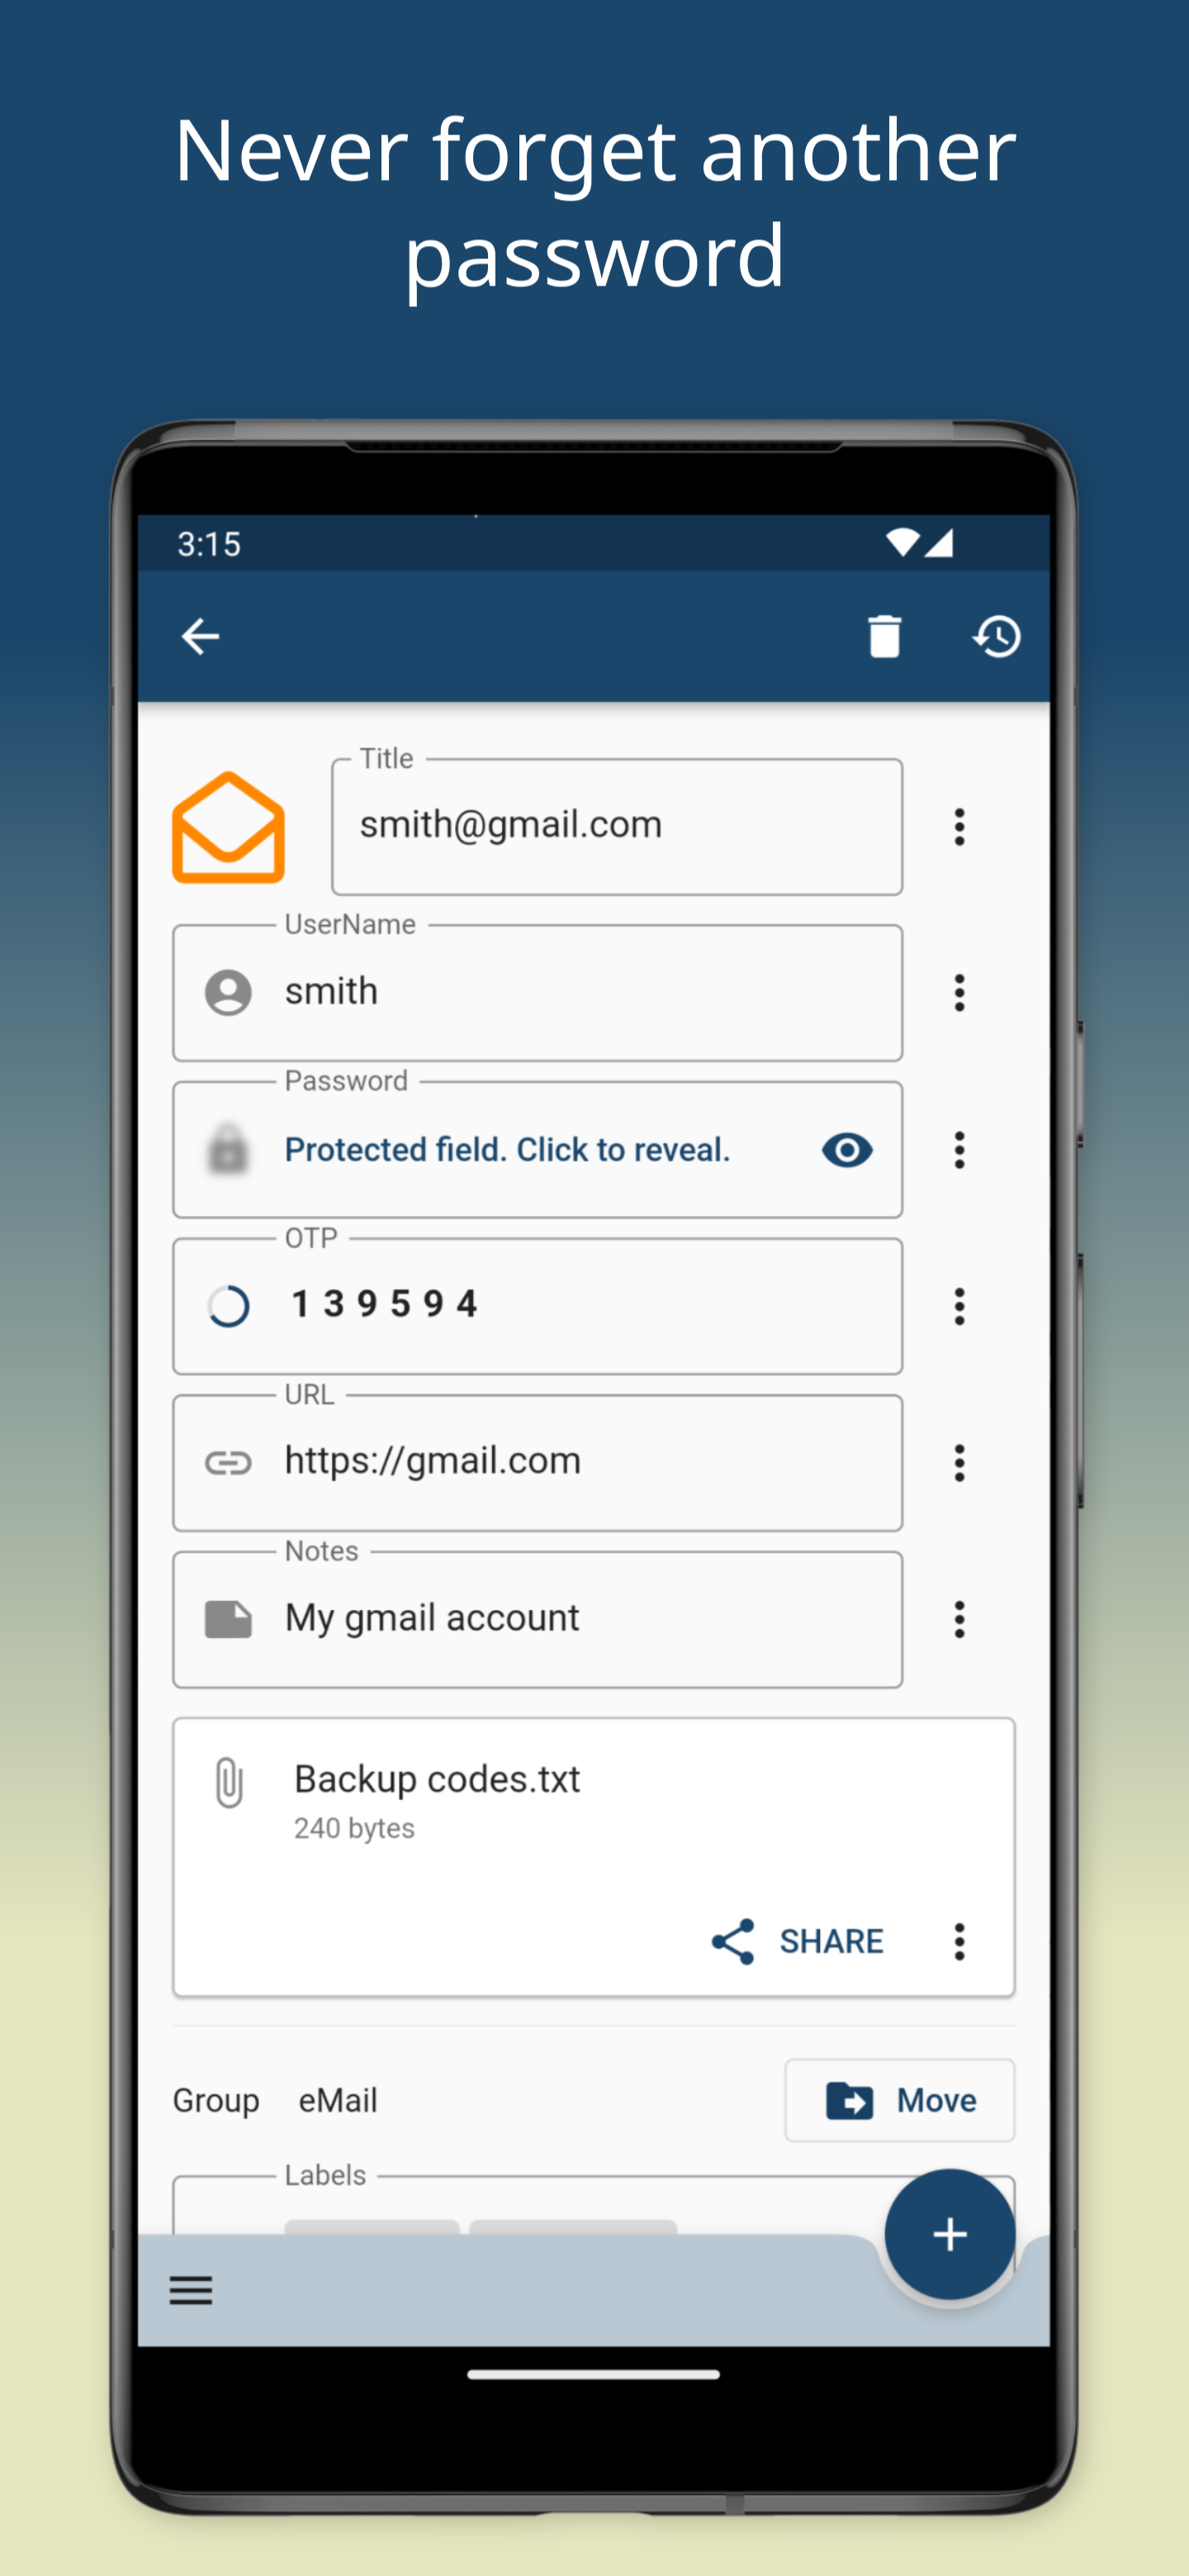 Never forget another
password
3:15
Title
smith@gmail.com
UserName
smith
Password
Protected field. Click to reveal.
OTP
1 3 9 5 9 4
URL
https://gmail.com
Notes
My gmail account
Backup codes.txt
240 bytes
SHARE
Group eMail Move
Labels